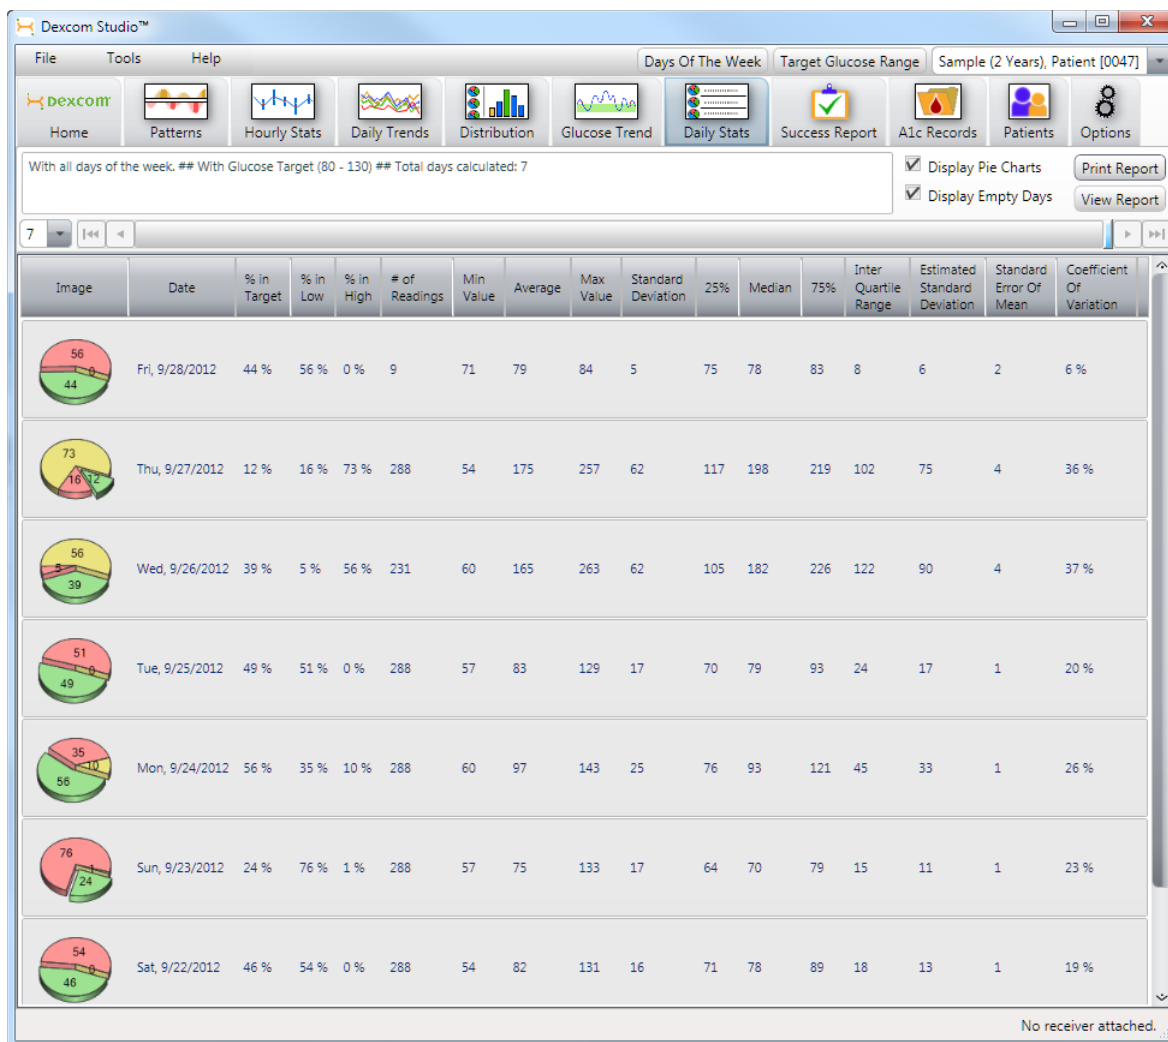 Dexcom Studio™
File Tools Help Days Of The Week Target Glucose Range Sample (2 Years), Patient [0047]
Dexcom
Home Patterns Hourly Stats Daily Trends Distribution Glucose Trend Daily Stats Success Report A1c Records Patients Options
With all days of the week. ## With Glucose Target (80 - 130) ## Total days calculated: 7
Display Pie Charts Print Report
Display Empty Days View Report
7
Image Date % in Target % in Low % in High # of Readings Min Value Average Max Value Standard Deviation 25% Median 75% Inter Quartile Range Estimated Standard Deviation Standard Error Of Mean Coefficient Of Variation
56 0 44 Fri, 9/28/2012 44 % 56 % 0 % 9 71 79 84 5 75 78 83 8 6 2 6 %
73 16 12 Thu, 9/27/2012 12 % 16 % 73 % 288 54 175 257 62 117 198 219 102 75 4 36 %
56 5 39 Wed, 9/26/2012 39 % 5 % 56 % 231 60 165 263 62 105 182 226 122 90 4 37 %
51 0 49 Tue, 9/25/2012 49 % 51 % 0 % 288 57 83 129 17 70 79 93 24 17 1 20 %
35 10 56 Mon, 9/24/2012 56 % 35 % 10 % 288 60 97 143 25 76 93 121 45 33 1 26 %
76 1 24 Sun, 9/23/2012 24 % 76 % 1 % 288 57 75 133 17 64 70 79 15 11 1 23 %
54 0 46 Sat, 9/22/2012 46 % 54 % 0 % 288 54 82 131 16 71 78 89 18 13 1 19 %
No receiver attached.